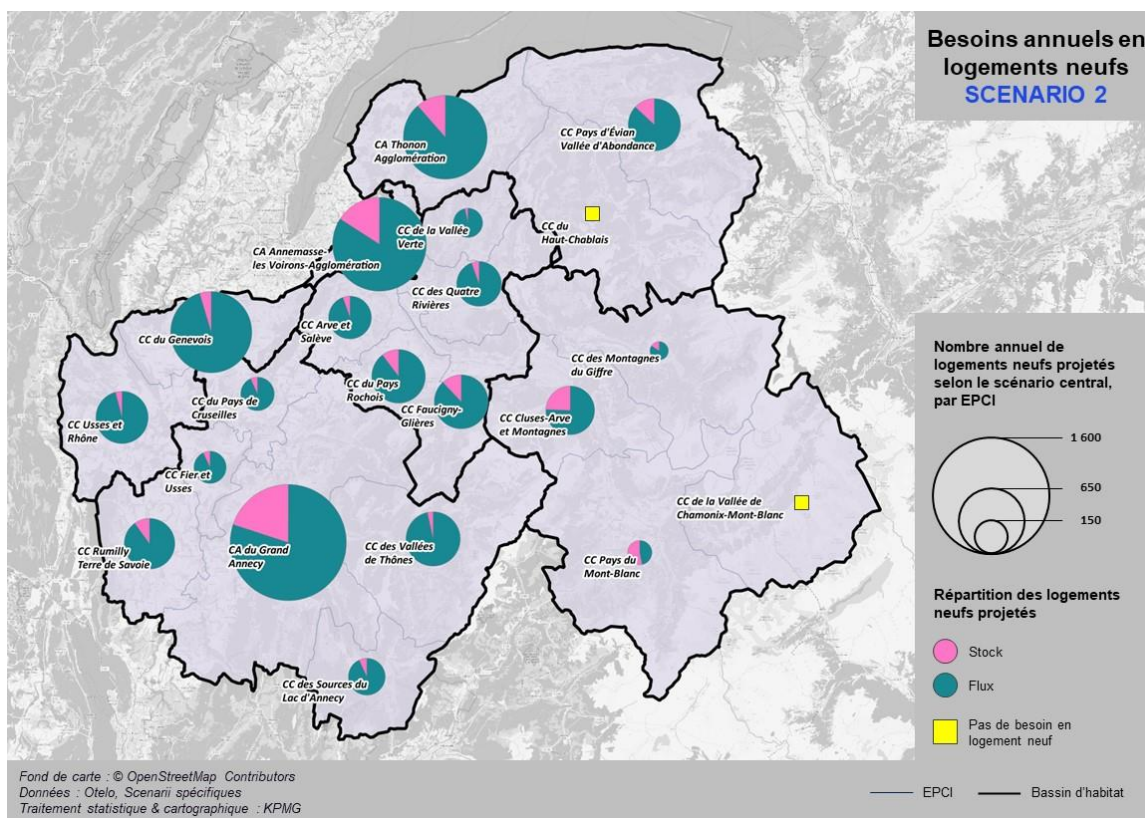 Besoins annuels en
logements neufs
SCENARIO 2
CA Thonon
Agglomération
CC Pays d'Évian
Vallée d'Abondance
CC de la Vallée
Verte
CC du
Haut-Chablais
CA Annemasse-
les Voirons-Agglomération
CC des Quatre
Rivières
CC du Genevois
CC Arve et
Salève
CC des Montagnes
du Giffre
CC du Pays
Rochois
CC du Pays de
Cruseilles
CC Faucigny-
Glières
CC Cluses-Arve
et Montagnes
CC Usses et
Rhône
CC Fier et
Usses
CC de la Vallée de
Chamonix-Mont-Blanc
CC Rumilly
Terre de Savoie
CA du Grand
Annecy
CC des Vallées
de Thônes
CC Pays du
Mont-Blanc
CC des Sources du
Lac d'Annecy
Nombre annuel de
logements neufs projetés
selon le scénario central,
par EPCI
1 600
650
150
Répartition des logements
neufs projetés
Stock
Flux
Pas de besoin en
logement neuf
Fond de carte : © OpenStreetMap Contributors
Données : Otelo, Scenarii spécifiques
Traitement statistique & cartographique : KPMG
EPCI
Bassin d'habitat